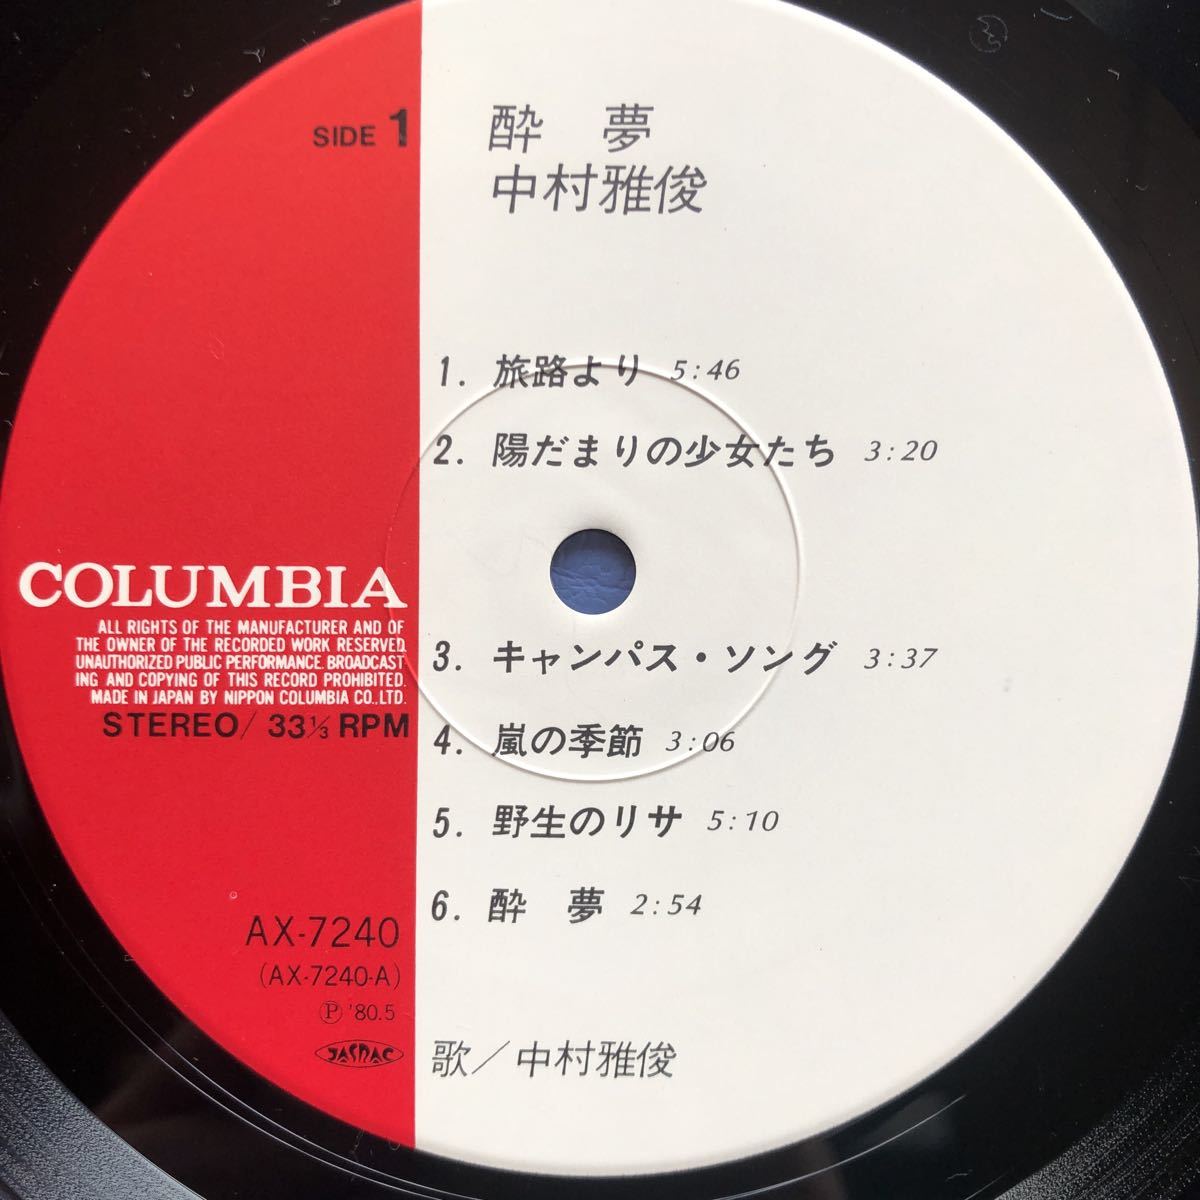 SIDE 1
酔　夢
中村雅俊
1. 旅路より 5:46
2. 陽だまりの少女たち 3:20
COLUMBIA
ALL RIGHTS OF THE MANUFACTURER AND OF
THE OWNER OF THE RECORDED WORK RESERVED.
UNAUTHORIZED PUBLIC PERFORMANCE. BROADCAST
ING AND COPYING OF THIS RECORD PROHIBITED.
MADE IN JAPAN BY NIPPON COLUMBIA CO.,LTD.
STEREO/ 33 1/3 RPM
3. キャンパス・ソング 3:37
4. 嵐の季節 3:06
5. 野生のリサ 5:10
6. 酔　夢 2:54
AX-7240
(AX-7240-A)
Ⓟ '80.5
JASRAC
歌／中村雅俊